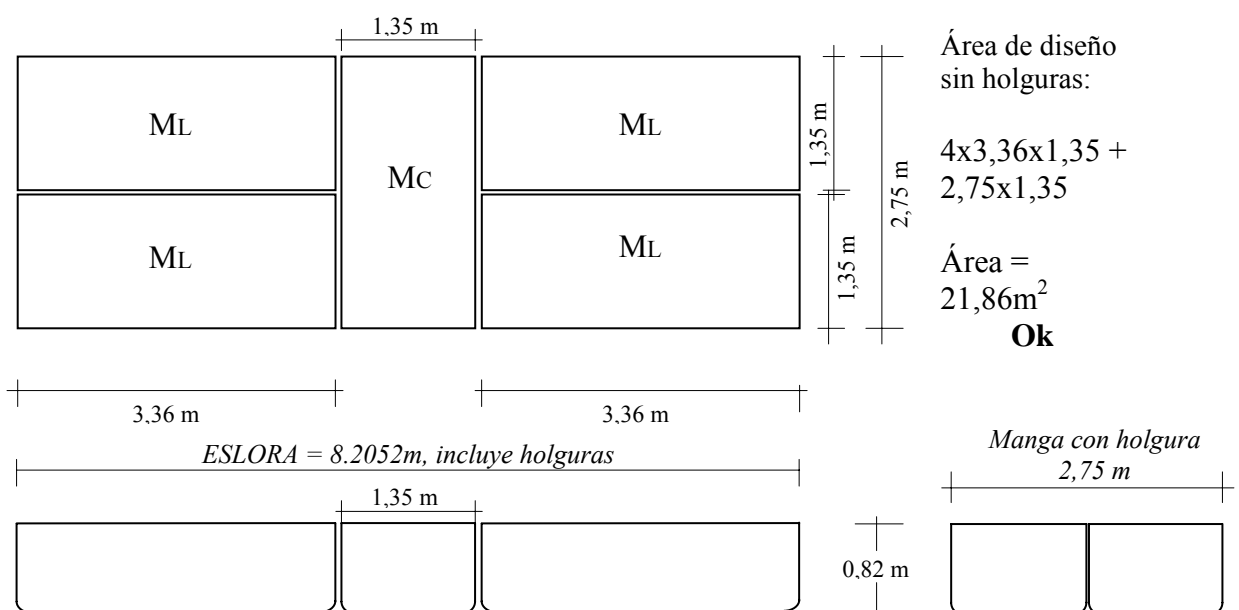 1,35 m
Área de diseño
sin holguras:
ML
ML
1,35 m
MC
2,75 m
4x3,36x1,35 +
2,75x1,35
ML
ML
1,35 m
Área =
21,86m²
Ok
3,36 m
3,36 m
ESLORA = 8.2052m, incluye holguras
Manga con holgura
2,75 m
1,35 m
0,82 m